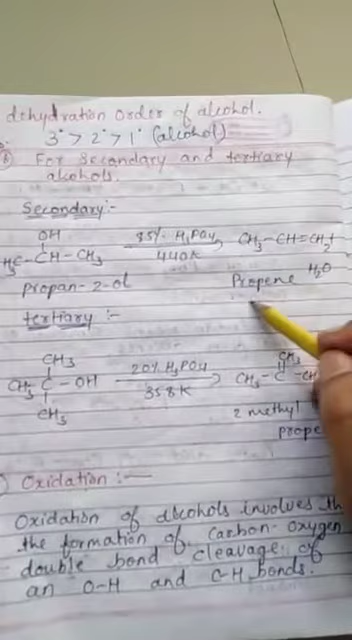 dehydration order of alcohol.
3° > 2° > 1° (alcohol)
For secondary and tertiary
alcohols.
Secondary:-
OH
H3C-CH-CH3 85% H3PO4 440K CH3-CH=CH2+
H2O
propan-2-ol Propene
tertiary :-
CH3 CH3
CH3-C-OH 20% H3PO4 358K CH3-C-CH
CH3 2 methyl
prope
Oxidation :-
Oxidation of alcohols involves th
the formation of carbon-oxygen
double bond cleavage of
an O-H and C-H bonds.